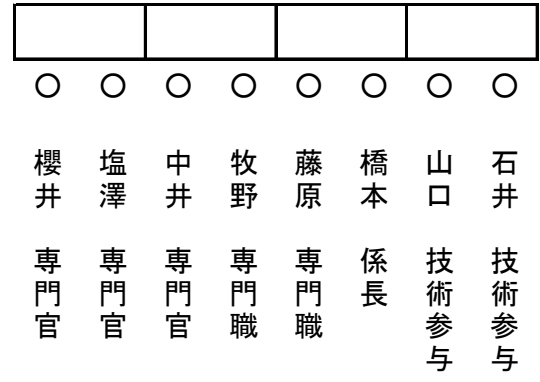 石井 技術参与
山口 技術参与
橋本 係長
藤原 専門職
牧野 専門職
中井 専門官
塩澤 専門官
櫻井 専門官